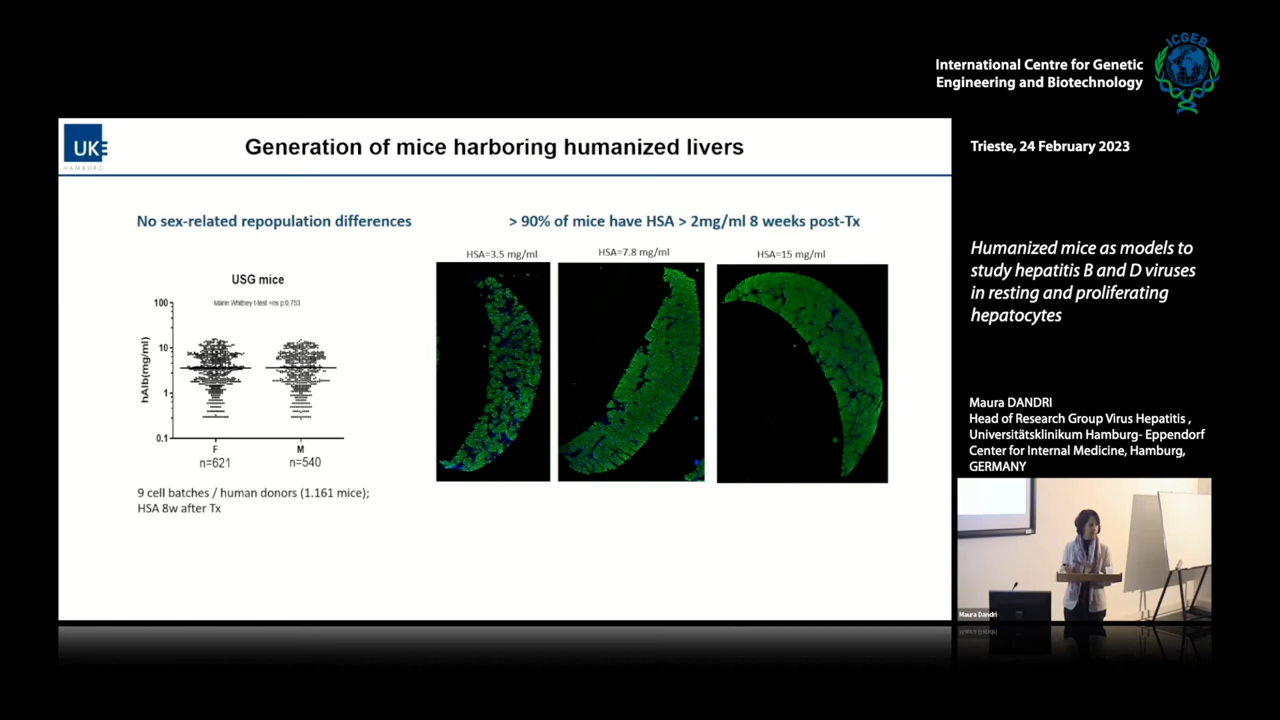 International Centre for Genetic
Engineering and Biotechnology
ICGEB
Trieste, 24 February 2023
Humanized mice as models to
study hepatitis B and D viruses
in resting and proliferating
hepatocytes
Maura DANDRI
Head of Research Group Virus Hepatitis ,
Universitätsklinikum Hamburg- Eppendorf
Center for Internal Medicine, Hamburg,
GERMANY
Maura Dandri
UKE
HAMBURG
Generation of mice harboring humanized livers
No sex-related repopulation differences
USG mice
Mann Whitney t-test =ns p:0,753
hAlb(mg/ml)
100
10
1
0.1
F
M
n=621
n=540
9 cell batches / human donors (1.161 mice);
HSA 8w after Tx
> 90% of mice have HSA > 2mg/ml 8 weeks post-Tx
HSA=3.5 mg/ml
HSA=7.8 mg/ml
HSA=15 mg/ml